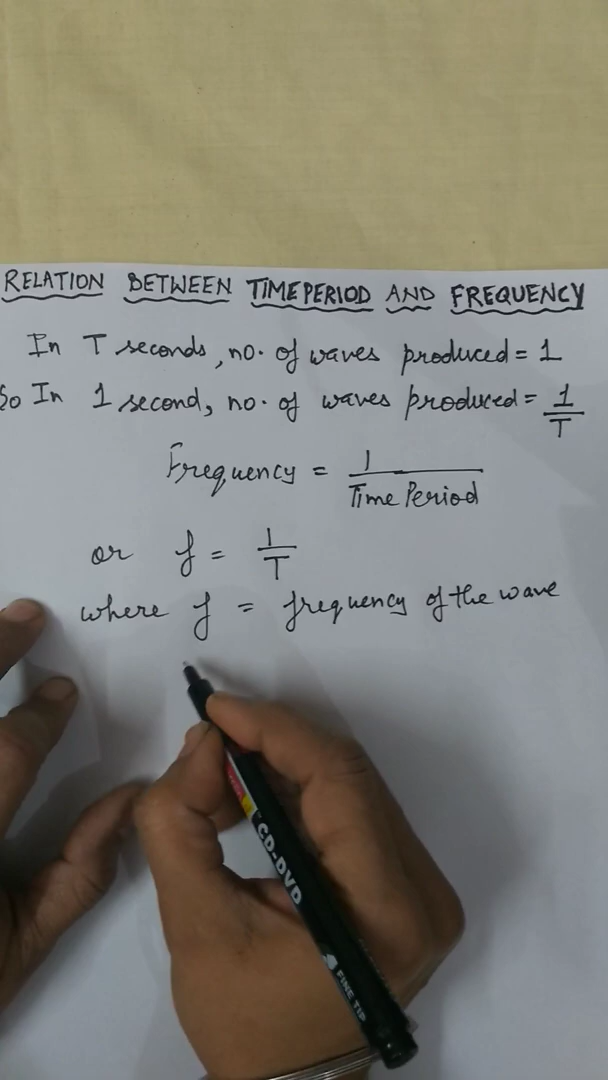 RELATION BETWEEN TIMEPERIOD AND FREQUENCY
In T seconds, no. of waves produced = 1
So In 1 second, no. of waves produced = 1/T
Frequency = 1/Time Period
or f = 1/T
where f = frequency of the wave
CD-DVD
FINE TIP